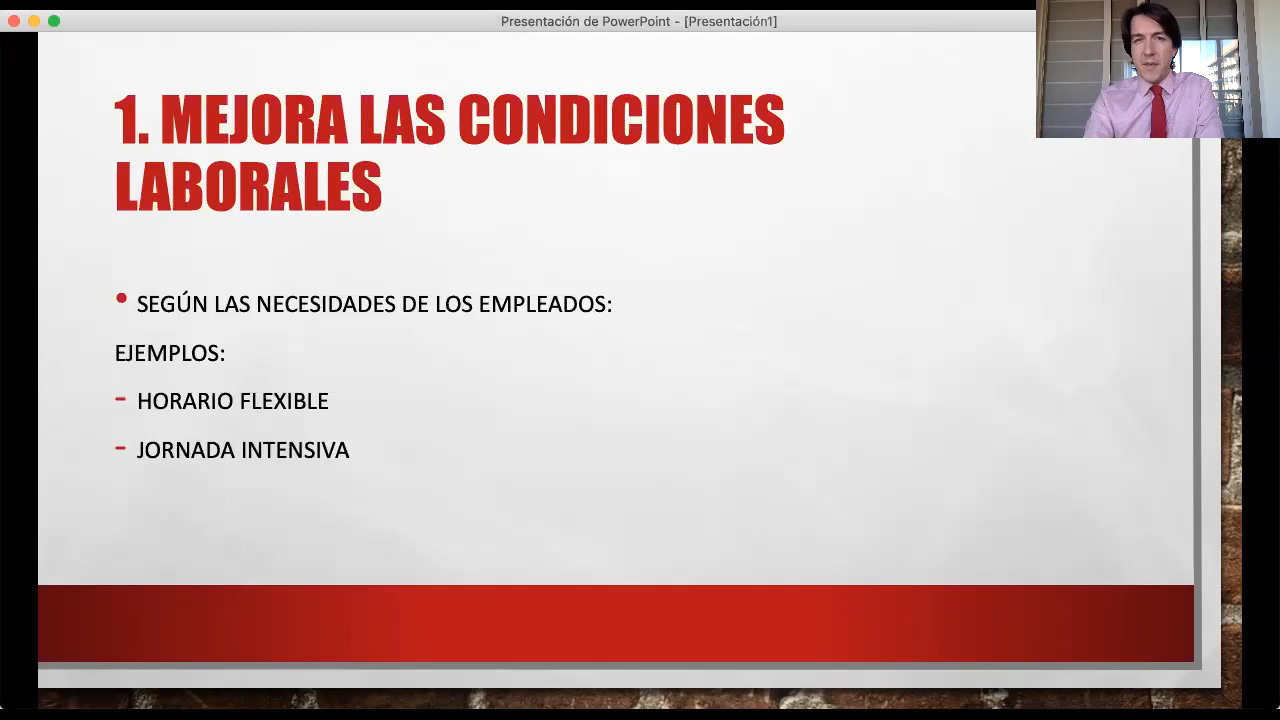 Presentación de PowerPoint - [Presentación1]
1. MEJORA LAS CONDICIONES
LABORALES
• SEGÚN LAS NECESIDADES DE LOS EMPLEADOS:
EJEMPLOS:
- HORARIO FLEXIBLE
- JORNADA INTENSIVA